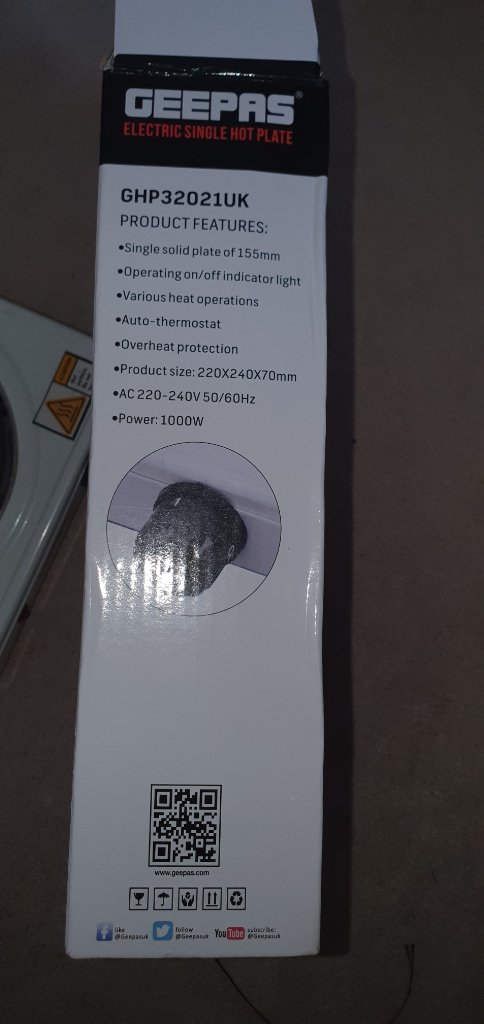 GEEPAS®
ELECTRIC SINGLE HOT PLATE
GHP32021UK
PRODUCT FEATURES:
•Single solid plate of 155mm
•Operating on/off indicator light
•Various heat operations
•Auto-thermostat
•Overheat protection
•Product size: 220X240X70mm
•AC 220-240V 50/60Hz
•Power: 1000W
www.geepas.com
like
@Geepasuk
follow
@Geepasuk
YouTube
subscribe:
@Geepasuk